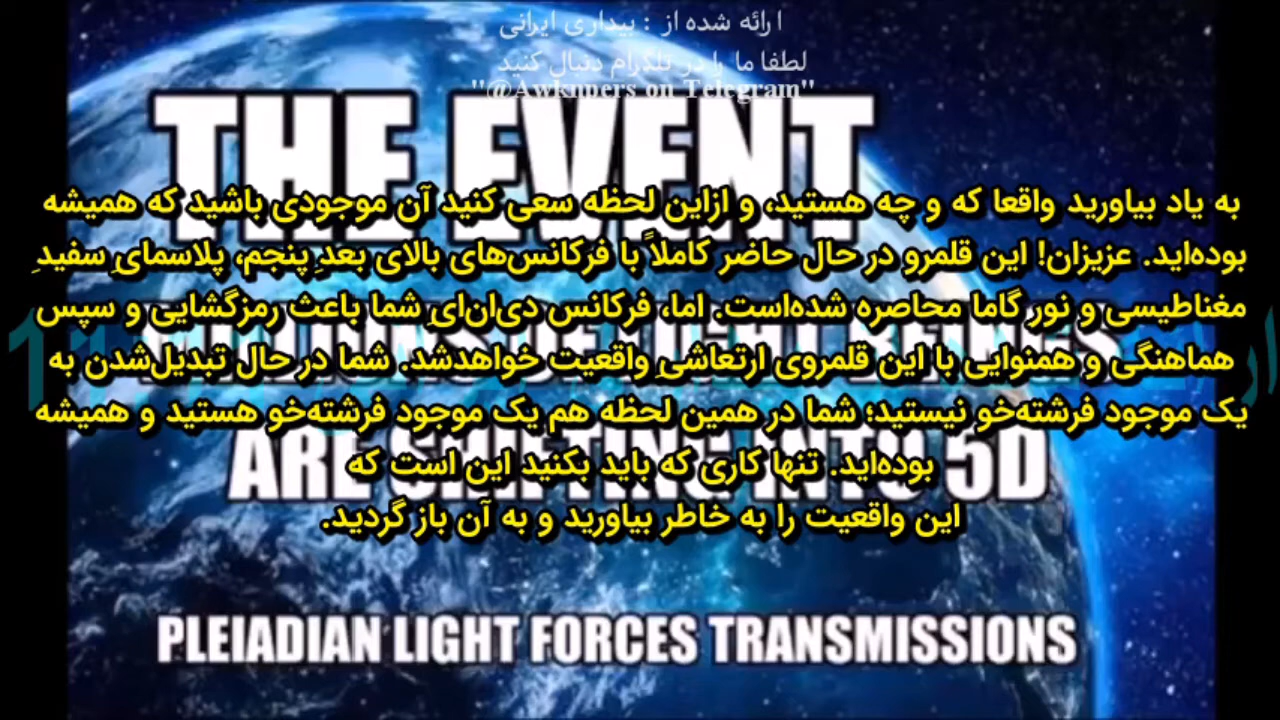 ارائه شده از : بیداری ایرانی
لطفا ما را در تلگرام دنبال کنید
"@Awknpers on Telegram"
THE EVENT
به یاد بیاورید واقعا که و چه هستید، و ازاین لحظه سعی کنید آن موجودی باشید که همیشه
بوده‌اید. عزیزان! این قلمرو در حال حاضر کاملاً با فرکانس‌های بالای بعدِ پنجم، پلاسمایِ سفیدِ
مغناطیسی و نور گاما محاصره شده‌است. اما، فرکانس دی‌ان‌ایِ شما باعث رمزگشایی و سپس
هماهنگی و همنوایی با این قلمروی ارتعاشیِ واقعیت خواهدشد. شما در حال تبدیل‌شدن به
یک موجود فرشته‌خو نیستید؛ شما در همین لحظه هم یک موجود فرشته‌خو هستید و همیشه
بوده‌اید. تنها کاری که باید بکنید این است که
این واقعیت را به خاطر بیاورید و به آن باز گردید.
OF LIGHT BEINGS
ARE SHIFTING INTO 5D
PLEIADIAN LIGHT FORCES TRANSMISSIONS